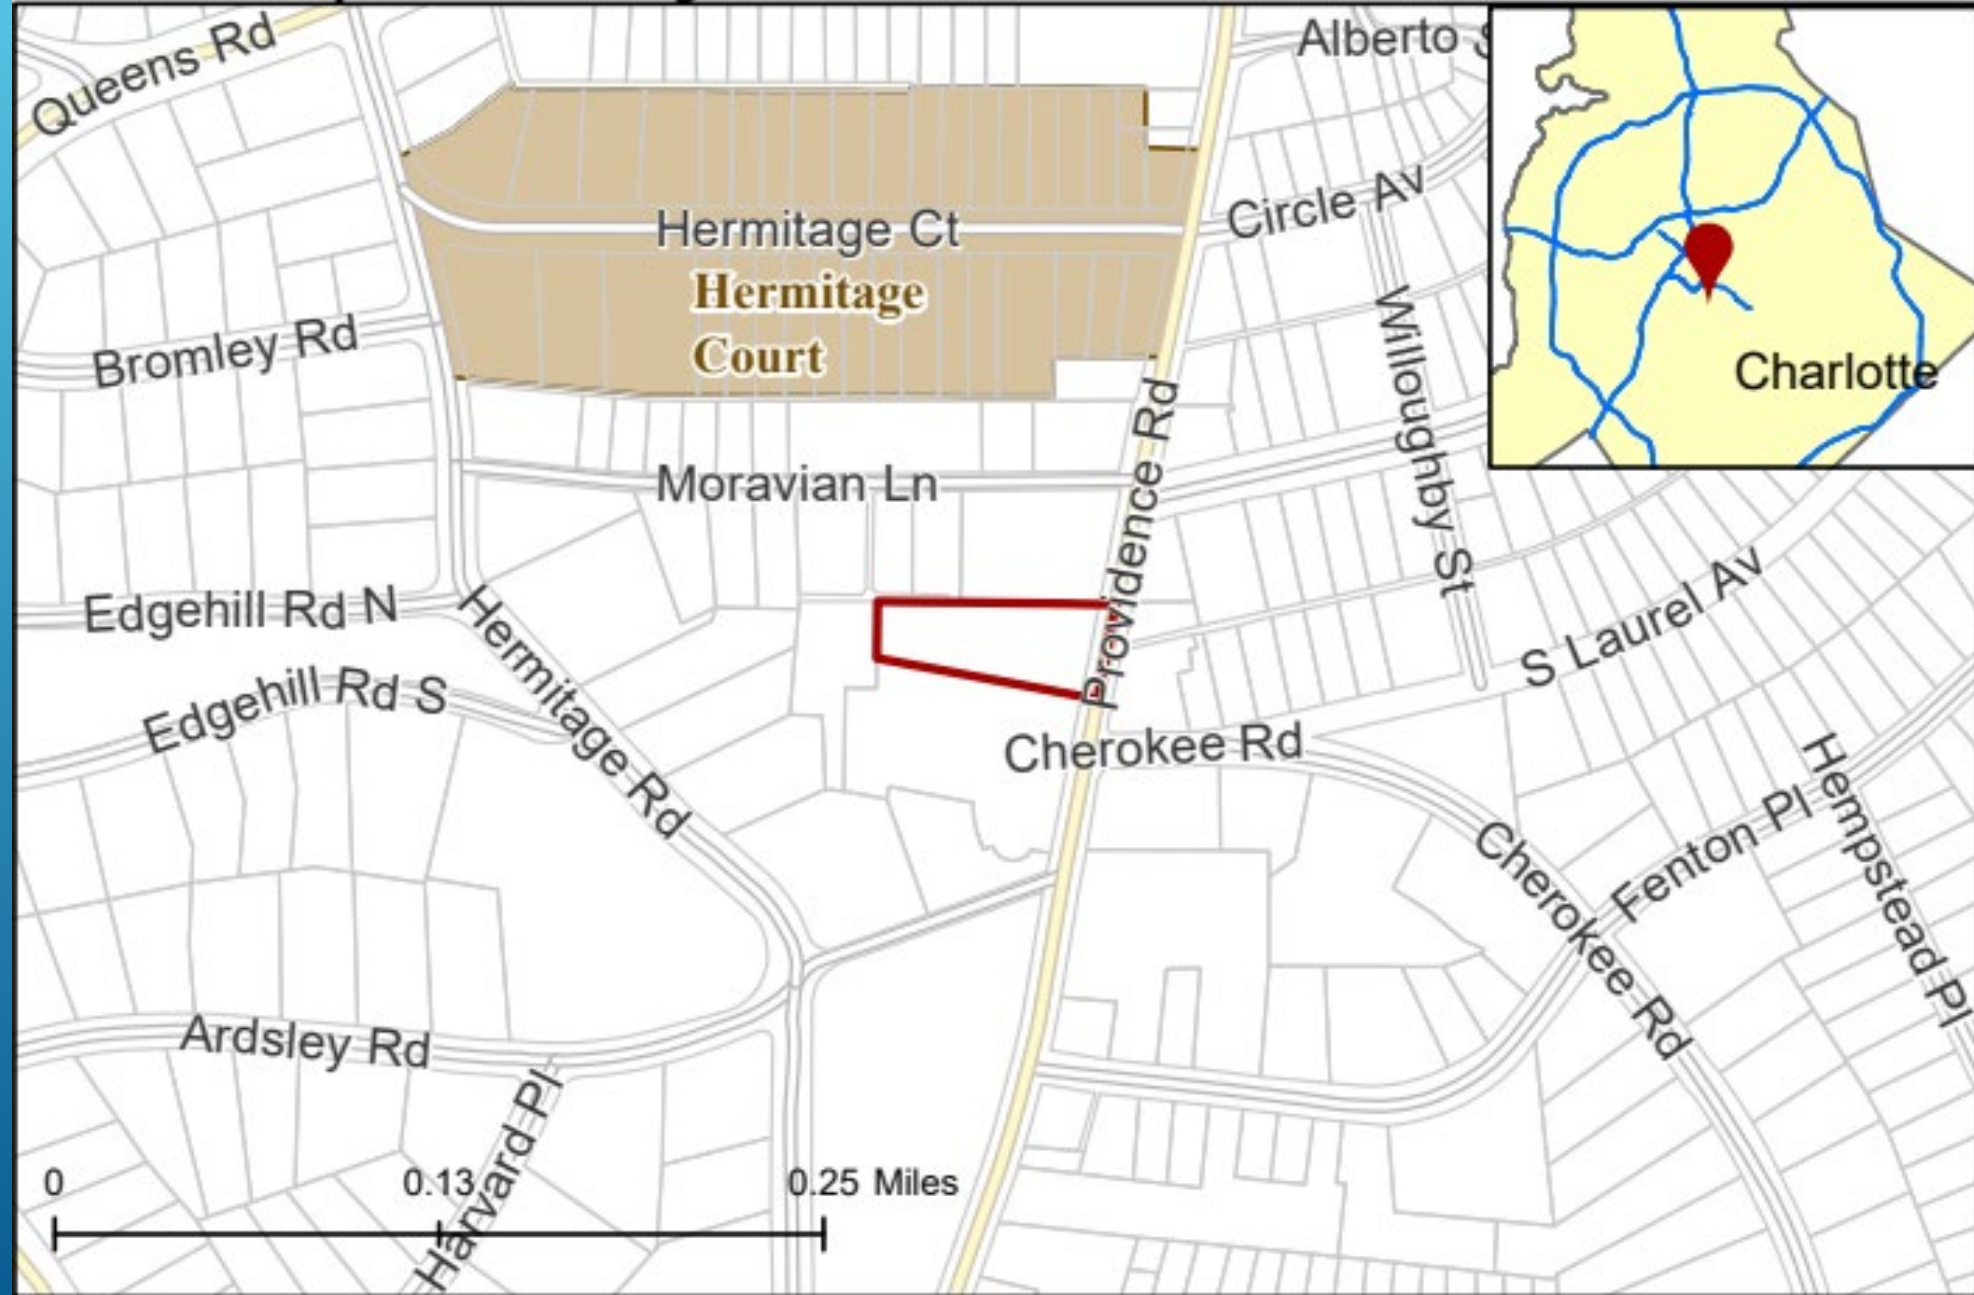 Queens Rd
Alberto
Circle Av
Hermitage Ct
Hermitage
Court
Charlotte
Bromley Rd
Willoughby St
Providence Rd
Moravian Ln
Edgehill Rd N
S Laurel Av
Edgehill Rd S
Hermitage Rd
Cherokee Rd
Hempstead Pl
Fenton Pl
Cherokee Rd
Ardsley Rd
Harvard Pl
0 0.13 0.25 Miles